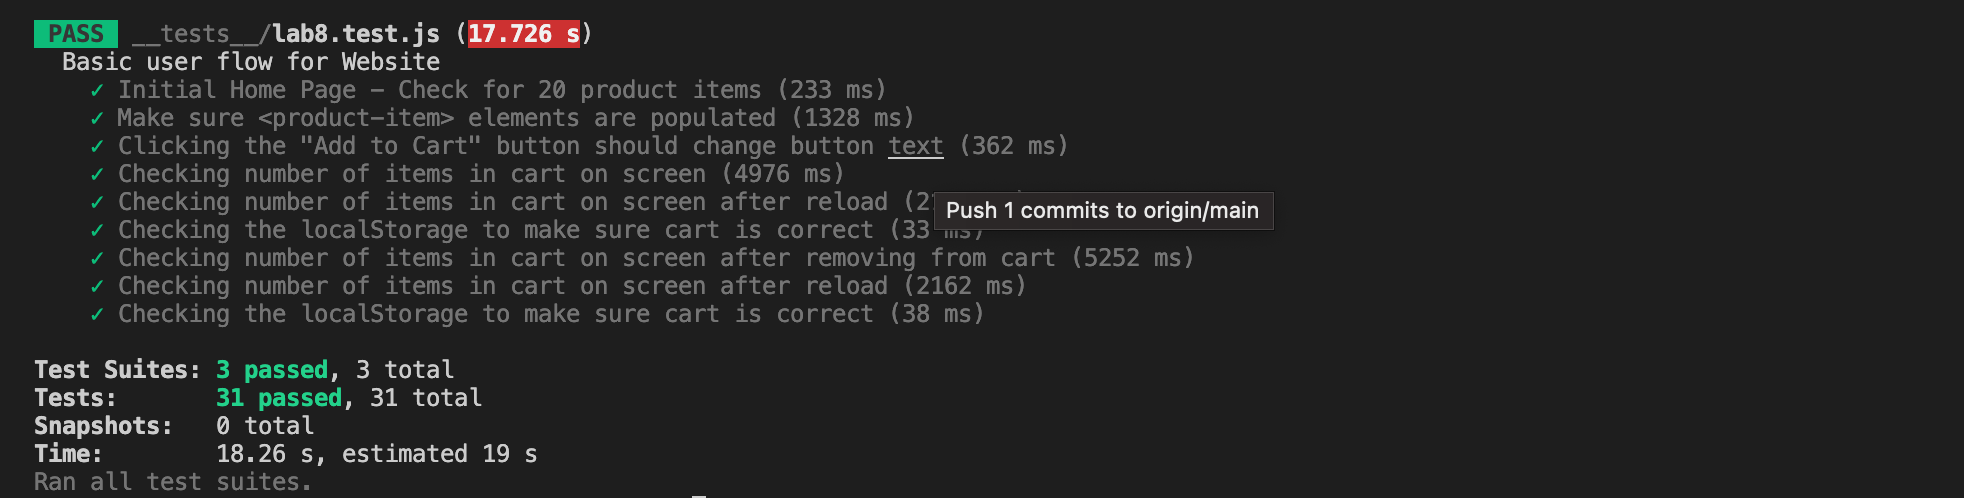 PASS __tests__/lab8.test.js (17.726 s)
Basic user flow for Website
✓ Initial Home Page – Check for 20 product items (233 ms)
✓ Make sure <product-item> elements are populated (1328 ms)
✓ Clicking the "Add to Cart" button should change button text (362 ms)
✓ Checking number of items in cart on screen (4976 ms)
✓ Checking number of items in cart on screen after reload
Push 1 commits to origin/main
✓ Checking the localStorage to make sure cart is correct (33 ms)
✓ Checking number of items in cart on screen after removing from cart (5252 ms)
✓ Checking number of items in cart on screen after reload (2162 ms)
✓ Checking the localStorage to make sure cart is correct (38 ms)
Test Suites: 3 passed, 3 total
Tests: 31 passed, 31 total
Snapshots: 0 total
Time: 18.26 s, estimated 19 s
Ran all test suites.